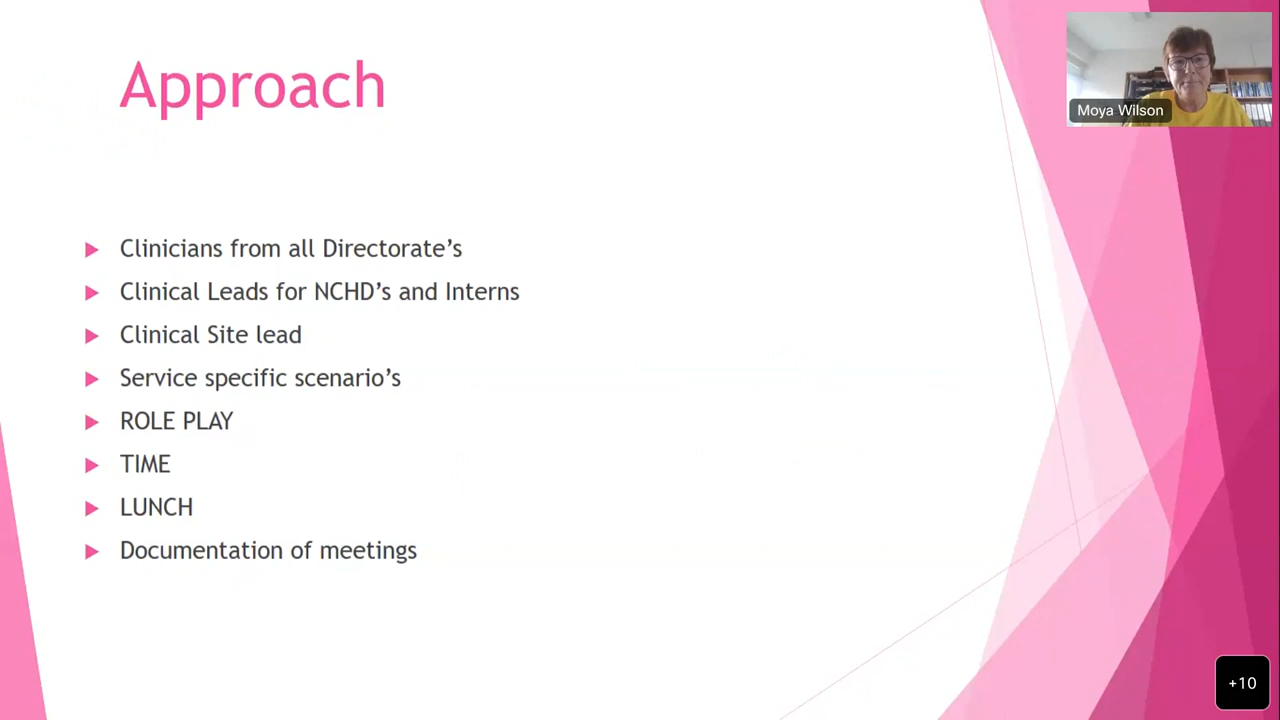 Approach
Moya Wilson
Clinicians from all Directorate’s
Clinical Leads for NCHD’s and Interns
Clinical Site lead
Service specific scenario’s
ROLE PLAY
TIME
LUNCH
Documentation of meetings
+10